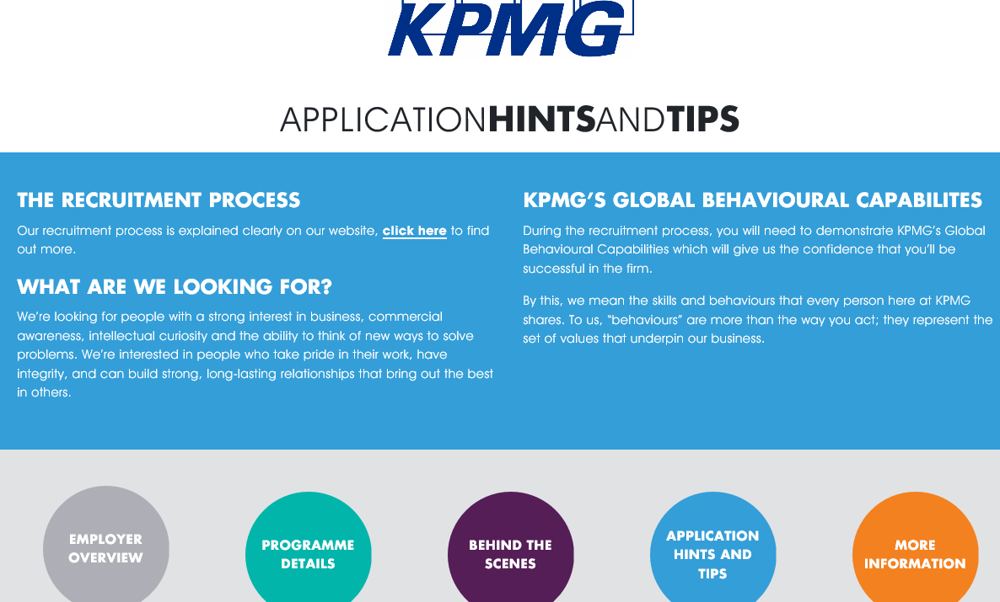 KPMG
APPLICATIONHINTSANDTIPS
THE RECRUITMENT PROCESS
Our recruitment process is explained clearly on our website, click here to find
out more.
WHAT ARE WE LOOKING FOR?
We're looking for people with a strong interest in business, commercial
awareness, intellectual curiosity and the ability to think of new ways to solve
problems. We're interested in people who take pride in their work, have
integrity, and can build strong, long-lasting relationships that bring out the best
in others.
KPMG'S GLOBAL BEHAVIOURAL CAPABILITES
During the recruitment process, you will need to demonstrate KPMG's Global
Behavioural Capabilities which will give us the confidence that you'll be
successful in the firm.
By this, we mean the skills and behaviours that every person here at KPMG
shares. To us, "behaviours" are more than the way you act; they represent the
set of values that underpin our business.
EMPLOYER
OVERVIEW
PROGRAMME
DETAILS
BEHIND THE
SCENES
APPLICATION
HINTS AND
TIPS
MORE
INFORMATION